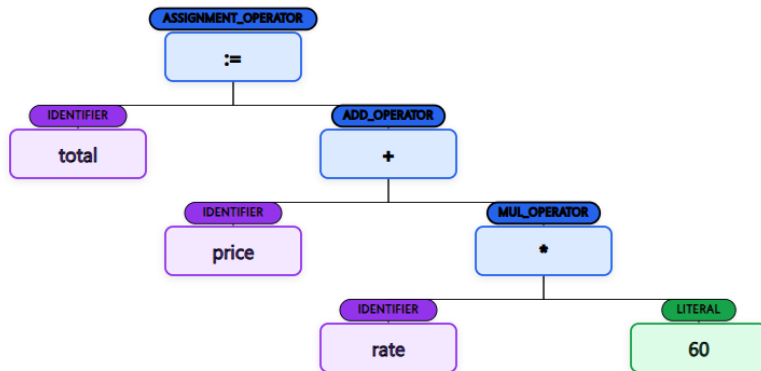 ASSIGNMENT_OPERATOR
:=
IDENTIFIER
total
ADD_OPERATOR
+
IDENTIFIER
price
MUL_OPERATOR
*
IDENTIFIER
rate
LITERAL
60